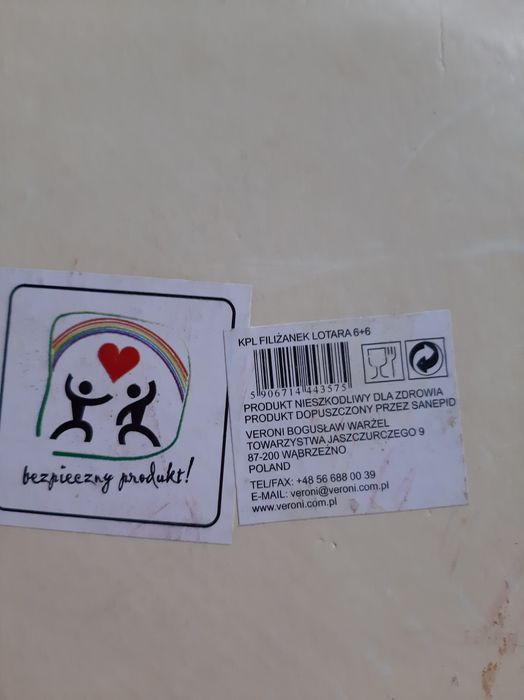 bezpieczny produkt!
KPL FILIŻANEK LOTARA 6+6
5 906714 443575
PRODUKT NIESZKODLIWY DLA ZDROWIA
PRODUKT DOPUSZCZONY PRZEZ SANEPID
VERONI BOGUSŁAW WARŻEL
TOWARZYSTWA JASZCZURCZEGO 9
87-200 WĄBRZEŹNO
POLAND
TEL/FAX: +48 56 688 00 39
E-MAIL: veroni@veroni.com.pl
www.veroni.com.pl